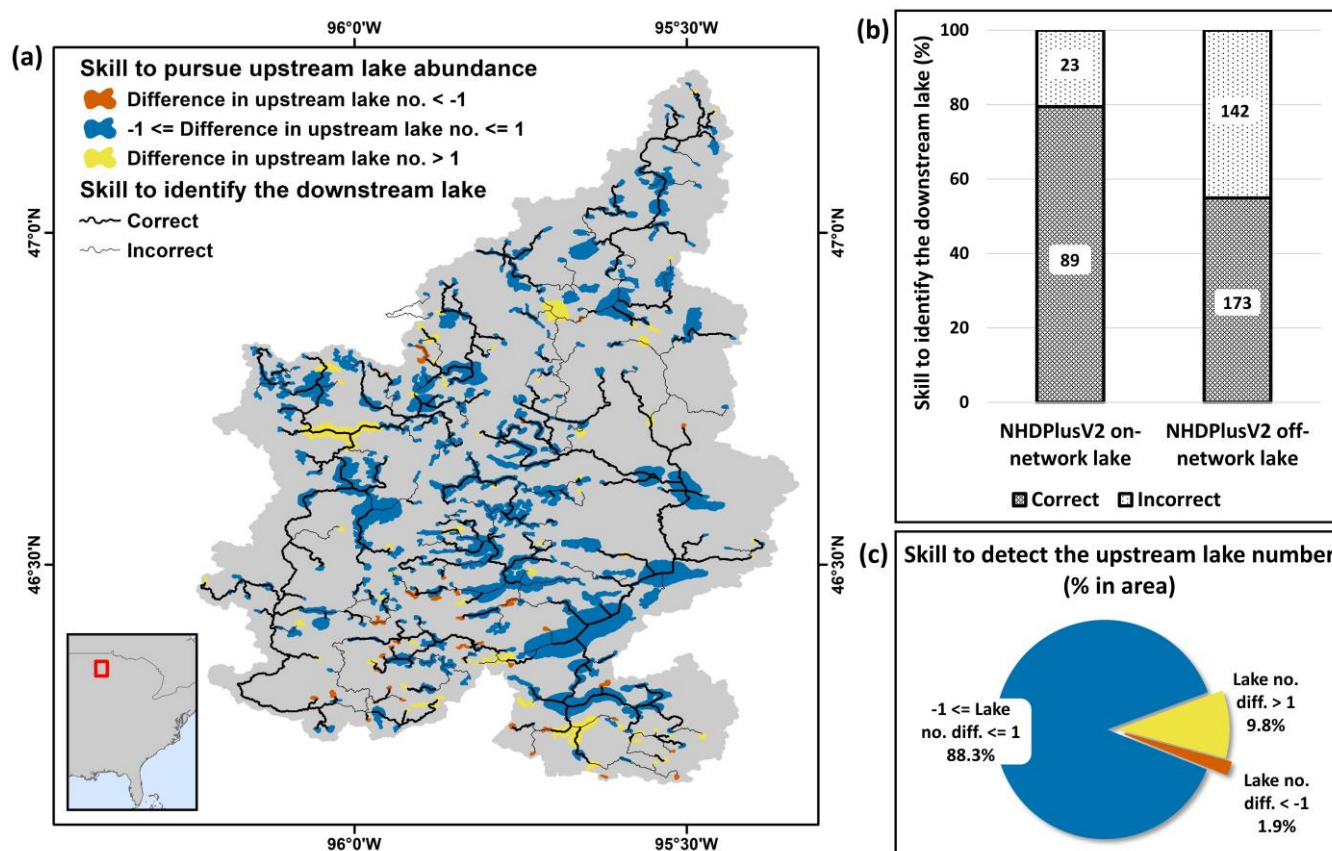 96°0'W
95°30'W
(a)
Skill to pursue upstream lake abundance
Difference in upstream lake no. < -1
-1 <= Difference in upstream lake no. <= 1
Difference in upstream lake no. > 1
Skill to identify the downstream lake
Correct
Incorrect
47°0'N
47°0'N
46°30'N
46°30'N
96°0'W
95°30'W
(b)
Skill to identify the downstream lake (%)
100
80
60
40
20
0
23
89
142
173
NHDPlusV2 on-
network lake
NHDPlusV2 off-
network lake
Correct
Incorrect
(c)
Skill to detect the upstream lake number
(% in area)
-1 <= Lake
no. diff. <= 1
88.3%
Lake no.
diff. > 1
9.8%
Lake no.
diff. < -1
1.9%